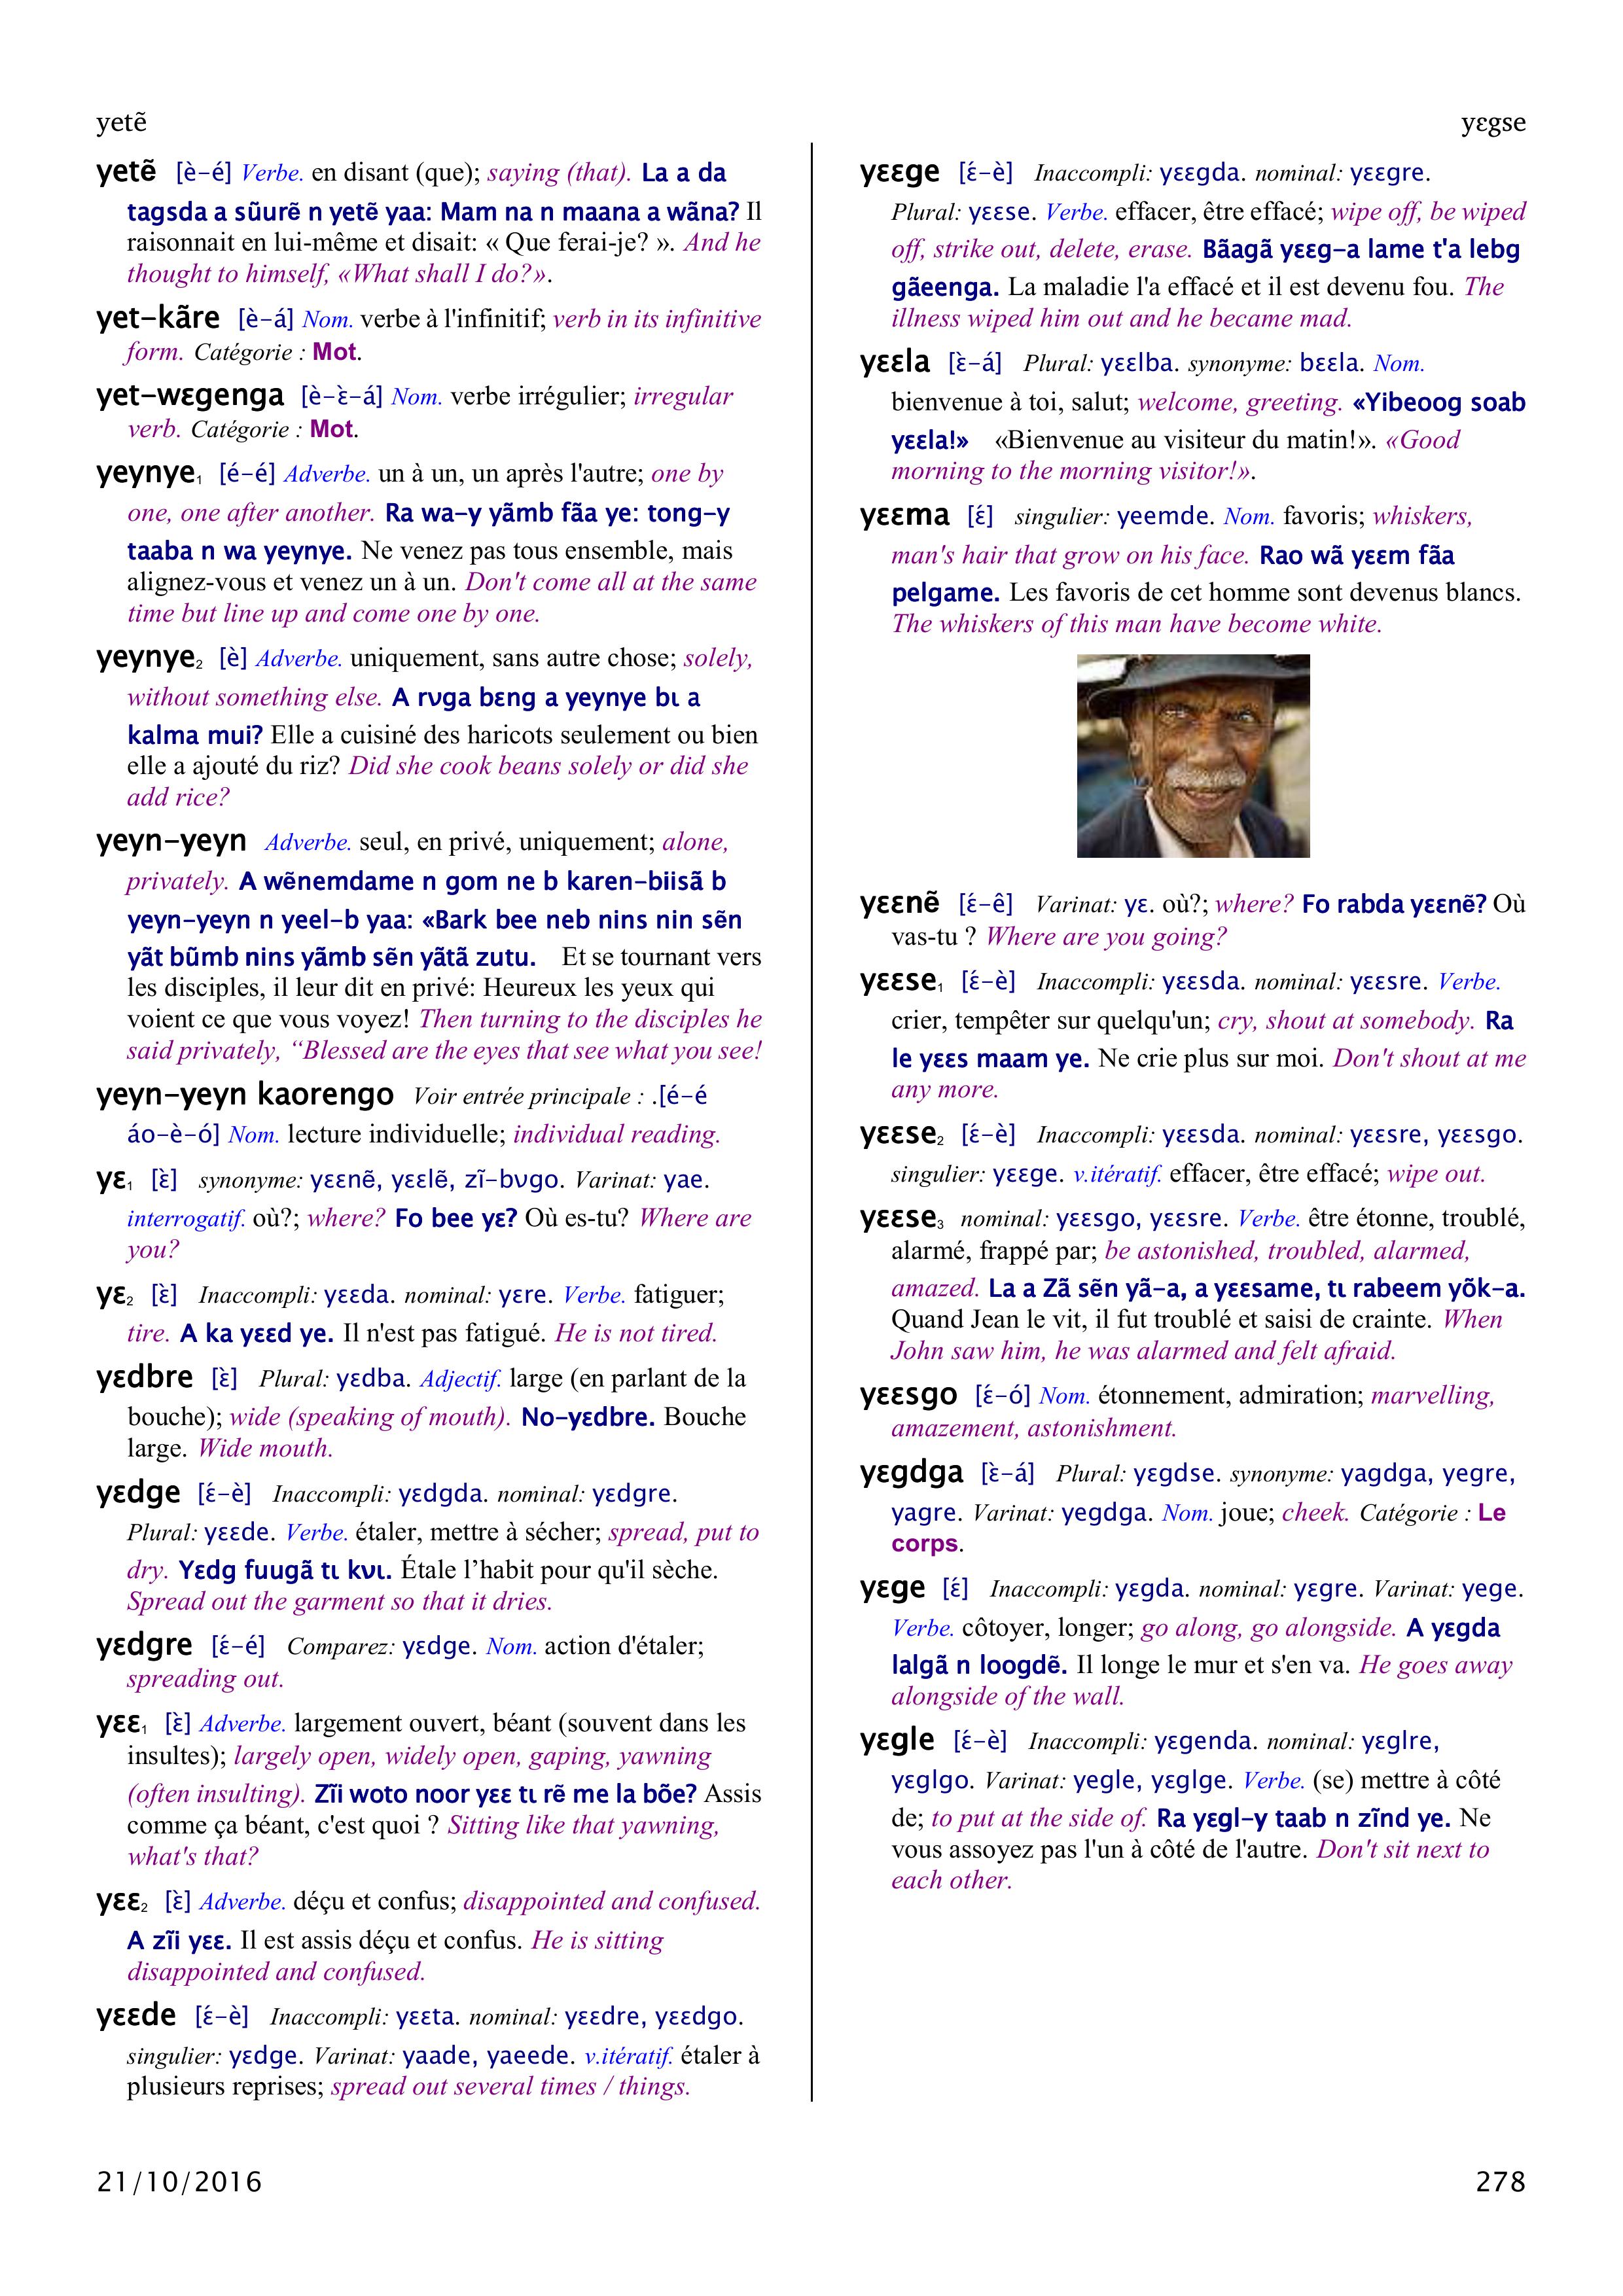 yetẽ
yɛgse
yetẽ [è-é] Verbe. en disant (que); saying (that). La a da
tagsda a sũurẽ n yetẽ yaa: Mam na n maana a wãna? Il
raisonnait en lui-même et disait: « Que ferai-je? ». And he
thought to himself, «What shall I do?».
yet-kãre [è-á] Nom. verbe à l'infinitif; verb in its infinitive
form. Catégorie : Mot.
yet-wɛgenga [è-ɛ̀-á] Nom. verbe irrégulier; irregular
verb. Catégorie : Mot.
yeynye₁ [é-é] Adverbe. un à un, un après l'autre; one by
one, one after another. Ra wa-y yãmb fãa ye: tong-y
taaba n wa yeynye. Ne venez pas tous ensemble, mais
alignez-vous et venez un à un. Don't come all at the same
time but line up and come one by one.
yeynye₂ [è] Adverbe. uniquement, sans autre chose; solely,
without something else. A rʋga bɛng a yeynye bɩ a
kalma mui? Elle a cuisiné des haricots seulement ou bien
elle a ajouté du riz? Did she cook beans solely or did she
add rice?
yeyn-yeyn Adverbe. seul, en privé, uniquement; alone,
privately. A wẽnemdame n gom ne b karen-biisã b
yeyn-yeyn n yeel-b yaa: «Bark bee neb nins nin sẽn
yãt bũmb nins yãmb sẽn yãtã zutu. Et se tournant vers
les disciples, il leur dit en privé: Heureux les yeux qui
voient ce que vous voyez! Then turning to the disciples he
said privately, “Blessed are the eyes that see what you see!
yeyn-yeyn kaorengo Voir entrée principale : .[é-é
áo-è-ó] Nom. lecture individuelle; individual reading.
yɛ₁ [ɛ̀] synonyme: yɛɛnẽ, yɛɛlẽ, zĩ-bʋgo. Varinat: yae.
interrogatif. où?; where? Fo bee yɛ? Où es-tu? Where are
you?
yɛ₂ [ɛ̀] Inaccompli: yɛɛda. nominal: yɛre. Verbe. fatiguer;
tire. A ka yɛɛd ye. Il n'est pas fatigué. He is not tired.
yɛdbre [ɛ̀] Plural: yɛdba. Adjectif. large (en parlant de la
bouche); wide (speaking of mouth). No-yɛdbre. Bouche
large. Wide mouth.
yɛdge [ɛ́-è] Inaccompli: yɛdgda. nominal: yɛdgre.
Plural: yɛɛde. Verbe. étaler, mettre à sécher; spread, put to
dry. Yɛdg fuugã tɩ kʋɩ. Étale l’habit pour qu'il sèche.
Spread out the garment so that it dries.
yɛdgre [ɛ́-é] Comparez: yɛdge. Nom. action d'étaler;
spreading out.
yɛɛ₁ [ɛ̀] Adverbe. largement ouvert, béant (souvent dans les
insultes); largely open, widely open, gaping, yawning
(often insulting). Zĩi woto noor yɛɛ tɩ rẽ me la bõe? Assis
comme ça béant, c'est quoi ? Sitting like that yawning,
what's that?
yɛɛ₂ [ɛ̀] Adverbe. déçu et confus; disappointed and confused.
A zĩi yɛɛ. Il est assis déçu et confus. He is sitting
disappointed and confused.
yɛɛde [ɛ́-è] Inaccompli: yɛɛta. nominal: yɛɛdre, yɛɛdgo.
singulier: yɛdge. Varinat: yaade, yaeede. v.itératif. étaler à
plusieurs reprises; spread out several times / things.
yɛɛge [ɛ́-è] Inaccompli: yɛɛgda. nominal: yɛɛgre.
Plural: yɛɛse. Verbe. effacer, être effacé; wipe off, be wiped
off, strike out, delete, erase. Bãagã yɛɛg-a lame t'a lebg
gãeenga. La maladie l'a effacé et il est devenu fou. The
illness wiped him out and he became mad.
yɛɛla [ɛ̀-á] Plural: yɛɛlba. synonyme: bɛɛla. Nom.
bienvenue à toi, salut; welcome, greeting. «Yibeoog soab
yɛɛla!» «Bienvenue au visiteur du matin!». «Good
morning to the morning visitor!».
yɛɛma [ɛ́] singulier: yeemde. Nom. favoris; whiskers,
man's hair that grow on his face. Rao wã yɛɛm fãa
pelgame. Les favoris de cet homme sont devenus blancs.
The whiskers of this man have become white.
yɛɛnẽ [ɛ́-ê] Varinat: yɛ. où?; where? Fo rabda yɛɛnẽ? Où
vas-tu ? Where are you going?
yɛɛse₁ [ɛ́-è] Inaccompli: yɛɛsda. nominal: yɛɛsre. Verbe.
crier, tempêter sur quelqu'un; cry, shout at somebody. Ra
le yɛɛs maam ye. Ne crie plus sur moi. Don't shout at me
any more.
yɛɛse₂ [ɛ́-è] Inaccompli: yɛɛsda. nominal: yɛɛsre, yɛɛsgo.
singulier: yɛɛge. v.itératif. effacer, être effacé; wipe out.
yɛɛse₃ nominal: yɛɛsgo, yɛɛsre. Verbe. être étonne, troublé,
alarmé, frappé par; be astonished, troubled, alarmed,
amazed. La a Zã sẽn yã-a, a yɛɛsame, tɩ rabeem yõk-a.
Quand Jean le vit, il fut troublé et saisi de crainte. When
John saw him, he was alarmed and felt afraid.
yɛɛsgo [ɛ́-ó] Nom. étonnement, admiration; marvelling,
amazement, astonishment.
yɛgdga [ɛ̀-á] Plural: yɛgdse. synonyme: yagdga, yegre,
yagre. Varinat: yegdga. Nom. joue; cheek. Catégorie : Le
corps.
yɛge [ɛ́] Inaccompli: yɛgda. nominal: yɛgre. Varinat: yege.
Verbe. côtoyer, longer; go along, go alongside. A yɛgda
lalgã n loogdẽ. Il longe le mur et s'en va. He goes away
alongside of the wall.
yɛgle [ɛ́-è] Inaccompli: yɛgenda. nominal: yɛglre,
yɛglgo. Varinat: yegle, yɛglge. Verbe. (se) mettre à côté
de; to put at the side of. Ra yɛgl-y taab n zĩnd ye. Ne
vous assoyez pas l'un à côté de l'autre. Don't sit next to
each other.
21/10/2016
278